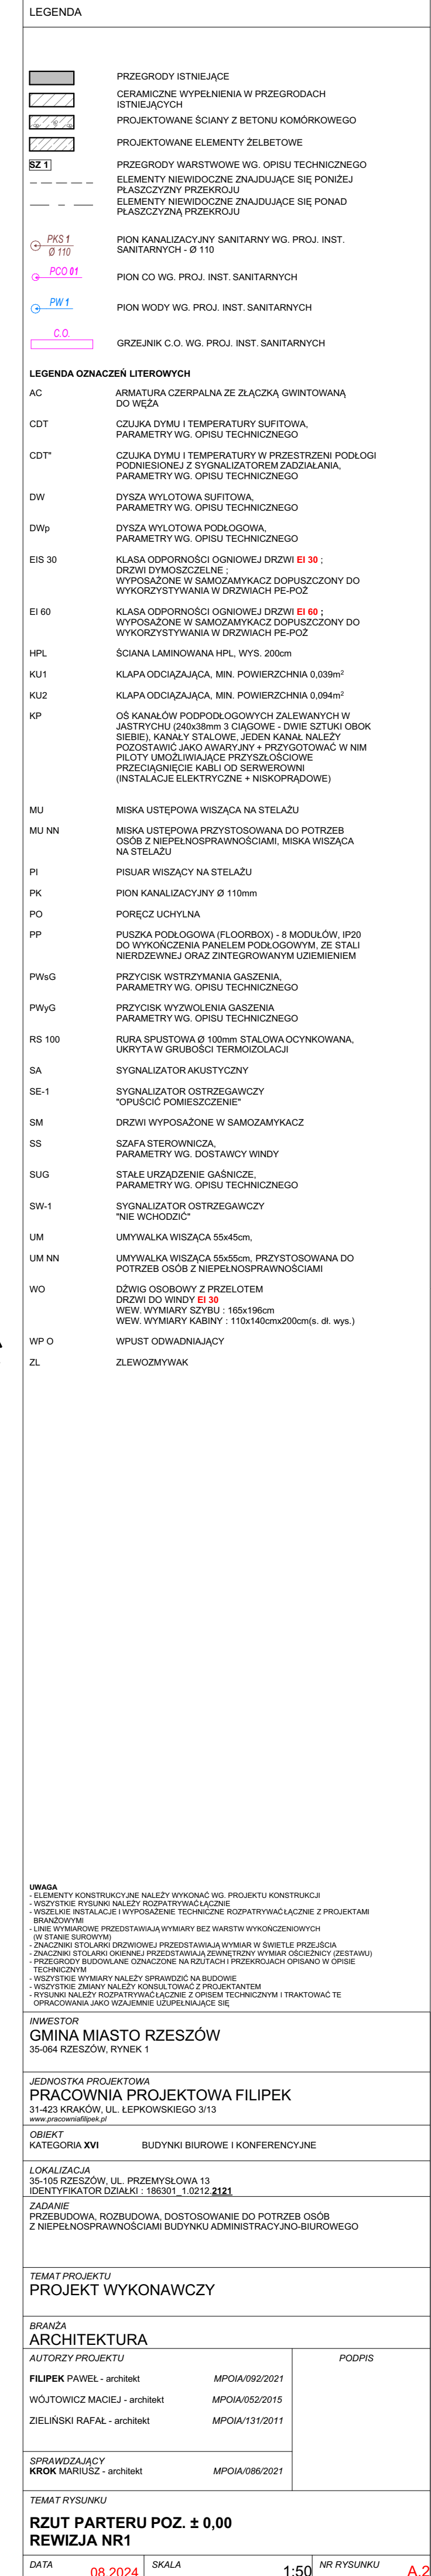 LEGENDA
PRZEGRODY ISTNIEJĄCE
CERAMICZNE WYPEŁNIENIA W PRZEGRODACH
ISTNIEJĄCYCH
PROJEKTOWANE ŚCIANY Z BETONU KOMÓRKOWEGO
PROJEKTOWANE ELEMENTY ŻELBETOWE
SZ 1 PRZEGRODY WARSTWOWE WG. OPISU TECHNICZNEGO
ELEMENTY NIEWIDOCZNE ZNAJDUJĄCE SIĘ PONIŻEJ
PŁASZCZYZNY PRZEKROJU
ELEMENTY NIEWIDOCZNE ZNAJDUJĄCE SIĘ PONAD
PŁASZCZYZNĄ PRZEKROJU
PKS 1 PION KANALIZACYJNY SANITARNY WG. PROJ. INST.
Ø 110 SANITARNYCH - Ø 110
PCO 01 PION CO WG. PROJ. INST. SANITARNYCH
PW 1 PION WODY WG. PROJ. INST. SANITARNYCH
C.O. GRZEJNIK C.O. WG. PROJ. INST. SANITARNYCH
LEGENDA OZNACZEŃ LITEROWYCH
AC ARMATURA CZERPALNA ZE ZŁĄCZKĄ GWINTOWANĄ
DO WĘŻA
CDT CZUJKA DYMU I TEMPERATURY SUFITOWA,
PARAMETRY WG. OPISU TECHNICZNEGO
CDT" CZUJKA DYMU I TEMPERATURY W PRZESTRZENI PODŁOGI
PODNIESIONEJ Z SYGNALIZATOREM ZADZIAŁANIA,
PARAMETRY WG. OPISU TECHNICZNEGO
DW DYSZA WYLOTOWA SUFITOWA,
PARAMETRY WG. OPISU TECHNICZNEGO
DWp DYSZA WYLOTOWA PODŁOGOWA,
PARAMETRY WG. OPISU TECHNICZNEGO
EIS 30 KLASA ODPORNOŚCI OGNIOWEJ DRZWI EI 30 ;
DRZWI DYMOSZCZELNE ;
WYPOSAŻONE W SAMOZAMYKACZ DOPUSZCZONY DO
WYKORZYSTYWANIA W DRZWIACH PE-POŻ
EI 60 KLASA ODPORNOŚCI OGNIOWEJ DRZWI EI 60 ;
WYPOSAŻONE W SAMOZAMYKACZ DOPUSZCZONY DO
WYKORZYSTYWANIA W DRZWIACH PE-POŻ
HPL ŚCIANA LAMINOWANA HPL, WYS. 200cm
KU1 KLAPA ODCIĄZAJĄCA, MIN. POWIERZCHNIA 0,039m²
KU2 KLAPA ODCIĄZAJĄCA, MIN. POWIERZCHNIA 0,094m²
KP OŚ KANAŁÓW PODPODŁOGOWYCH ZALEWANYCH W
JASTRYCHU (240x38mm 3 CIĄGOWE - DWIE SZTUKI OBOK
SIEBIE), KANAŁY STALOWE, JEDEN KANAŁ NALEŻY
POZOSTAWIĆ JAKO AWARYJNY + PRZYGOTOWAĆ W NIM
PILOTY UMOŻLIWIAJĄCE PRZYSZŁOŚCIOWE
PRZECIĄGNIĘCIE KABLI OD SERWEROWNI
(INSTALACJE ELEKTRYCZNE + NISKOPRĄDOWE)
MU MISKA USTĘPOWA WISZĄCA NA STELAŻU
MU NN MISKA USTĘPOWA PRZYSTOSOWANA DO POTRZEB
OSÓB Z NIEPEŁNOSPRAWNOŚCIAMI, MISKA WISZĄCA
NA STELAŻU
PI PISUAR WISZĄCY NA STELAŻU
PK PION KANALIZACYJNY Ø 110mm
PO PORĘCZ UCHYLNA
PP PUSZKA PODŁOGOWA (FLOORBOX) - 8 MODUŁÓW, IP20
DO WYKOŃCZENIA PANELEM PODŁOGOWYM, ZE STALI
NIERDZEWNEJ ORAZ ZINTEGROWANYM UZIEMIENIEM
PWsG PRZYCISK WSTRZYMANIA GASZENIA,
PARAMETRY WG. OPISU TECHNICZNEGO
PWyG PRZYCISK WYZWOLENIA GASZENIA
PARAMETRY WG. OPISU TECHNICZNEGO
RS 100 RURA SPUSTOWA Ø 100mm STALOWA OCYNKOWANA,
UKRYTA W GRUBOŚCI TERMOIZOLACJI
SA SYGNALIZATOR AKUSTYCZNY
SE-1 SYGNALIZATOR OSTRZEGAWCZY
"OPUŚCIĆ POMIESZCZENIE"
SM DRZWI WYPOSAŻONE W SAMOZAMYKACZ
SS SZAFA STEROWNICZA,
PARAMETRY WG. DOSTAWCY WINDY
SUG STAŁE URZĄDZENIE GAŚNICZE,
PARAMETRY WG. OPISU TECHNICZNEGO
SW-1 SYGNALIZATOR OSTRZEGAWCZY
"NIE WCHODZIĆ"
UM UMYWALKA WISZĄCA 55x45cm,
UM NN UMYWALKA WISZĄCA 55x55cm, PRZYSTOSOWANA DO
POTRZEB OSÓB Z NIEPEŁNOSPRAWNOŚCIAMI
WO DŹWIG OSOBOWY Z PRZELOTEM
DRZWI DO WINDY EI 30
WEW. WYMIARY SZYBU : 165x196cm
WEW. WYMIARY KABINY : 110x140cmx200cm(s. dł. wys.)
WP O WPUST ODWADNIAJĄCY
ZL ZLEWOZMYWAK
UWAGA
- ELEMENTY KONSTRUKCYJNE NALEŻY WYKONAĆ WG. PROJEKTU KONSTRUKCJI
- WSZYSTKIE RYSUNKI NALEŻY ROZPATRYWAĆ ŁĄCZNIE
- WSZELKIE INSTALACJE I WYPOSAŻENIE TECHNICZNE ROZPATRYWAĆ ŁĄCZNIE Z PROJEKTAMI
BRANŻOWYMI
- LINIE WYMIAROWE PRZEDSTAWIAJĄ WYMIARY BEZ WARSTW WYKOŃCZENIOWYCH
(W STANIE SUROWYM)
- ZNACZNIKI STOLARKI DRZWIOWEJ PRZEDSTAWIAJĄ WYMIAR W ŚWIETLE PRZEJŚCIA
- ZNACZNIKI STOLARKI OKIENNEJ PRZEDSTAWIAJĄ ZEWNĘTRZNY WYMIAR OŚCIEŻNICY (ZESTAWU)
- PRZEGRODY BUDOWLANE OZNACZONE NA RZUTACH I PRZEKROJACH OPISANO W OPISIE
TECHNICZNYM
- WSZYSTKIE WYMIARY NALEŻY SPRAWDZIĆ NA BUDOWIE
- WSZYSTKIE ZMIANY NALEŻY KONSULTOWAĆ Z PROJEKTANTEM
- RYSUNKI NALEŻY ROZPATRYWAĆ ŁĄCZNIE Z OPISEM TECHNICZNYM I TRAKTOWAĆ TE
OPRACOWANIA JAKO WZAJEMNIE UZUPEŁNIAJĄCE SIĘ
INWESTOR
GMINA MIASTO RZESZÓW
35-064 RZESZÓW, RYNEK 1
JEDNOSTKA PROJEKTOWA
PRACOWNIA PROJEKTOWA FILIPEK
31-423 KRAKÓW, UL. ŁEPKOWSKIEGO 3/13
www.pracowniafilipek.pl
OBIEKT
KATEGORIA XVI BUDYNKI BIUROWE I KONFERENCYJNE
LOKALIZACJA
35-105 RZESZÓW, UL. PRZEMYSŁOWA 13
IDENTYFIKATOR DZIAŁKI : 186301_1.0212.2121
ZADANIE
PRZEBUDOWA, ROZBUDOWA, DOSTOSOWANIE DO POTRZEB OSÓB
Z NIEPEŁNOSPRAWNOŚCIAMI BUDYNKU ADMINISTRACYJNO-BIUROWEGO
TEMAT PROJEKTU
PROJEKT WYKONAWCZY
BRANŻA
ARCHITEKTURA
AUTORZY PROJEKTU PODPIS
FILIPEK PAWEŁ - architekt MPOIA/092/2021
WÓJTOWICZ MACIEJ - architekt MPOIA/052/2015
ZIELIŃSKI RAFAŁ - architekt MPOIA/131/2011
SPRAWDZAJĄCY
KROK MARIUSZ - architekt MPOIA/086/2021
TEMAT RYSUNKU
RZUT PARTERU POZ. ± 0,00
REWIZJA NR1
DATA 08.2024 SKALA 1:50 NR RYSUNKU A.2